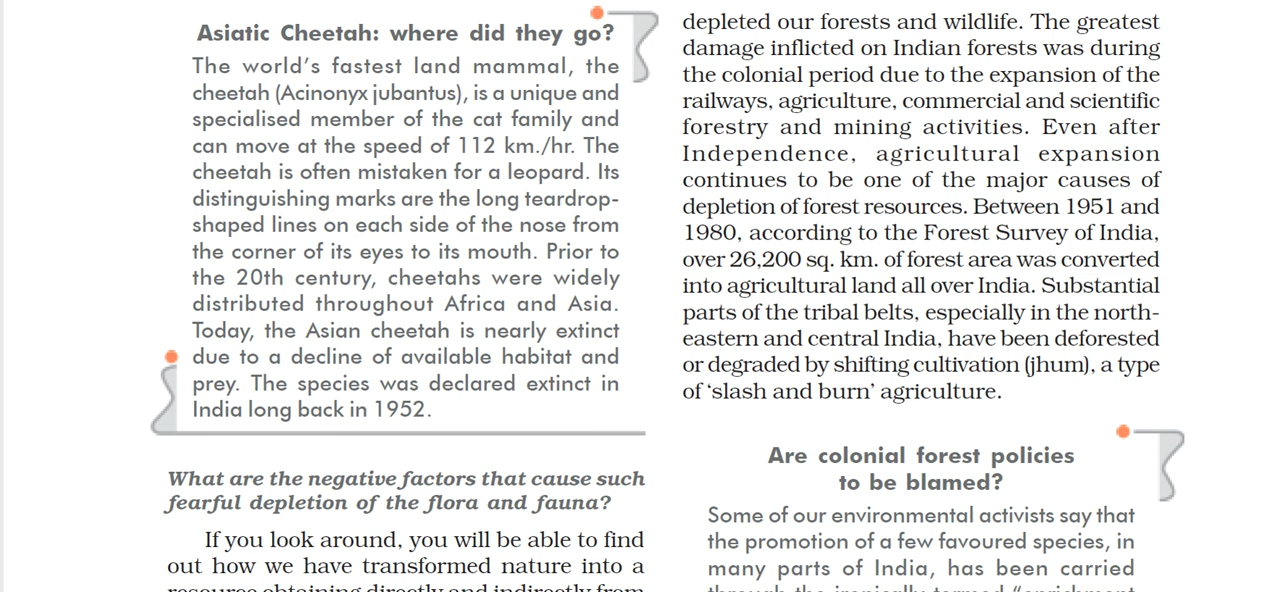 Asiatic Cheetah: where did they go?
The world's fastest land mammal, the
cheetah (Acinonyx jubantus), is a unique and
specialised member of the cat family and
can move at the speed of 112 km./hr. The
cheetah is often mistaken for a leopard. Its
distinguishing marks are the long teardrop-
shaped lines on each side of the nose from
the corner of its eyes to its mouth. Prior to
the 20th century, cheetahs were widely
distributed throughout Africa and Asia.
Today, the Asian cheetah is nearly extinct
due to a decline of available habitat and
prey. The species was declared extinct in
India long back in 1952.
What are the negative factors that cause such
fearful depletion of the flora and fauna?
If you look around, you will be able to find
out how we have transformed nature into a
resource obtaining directly and indirectly from
depleted our forests and wildlife. The greatest
damage inflicted on Indian forests was during
the colonial period due to the expansion of the
railways, agriculture, commercial and scientific
forestry and mining activities. Even after
Independence, agricultural expansion
continues to be one of the major causes of
depletion of forest resources. Between 1951 and
1980, according to the Forest Survey of India,
over 26,200 sq. km. of forest area was converted
into agricultural land all over India. Substantial
parts of the tribal belts, especially in the north-
eastern and central India, have been deforested
or degraded by shifting cultivation (jhum), a type
of 'slash and burn' agriculture.
Are colonial forest policies
to be blamed?
Some of our environmental activists say that
the promotion of a few favoured species, in
many parts of India, has been carried
through the ironically-termed "enrichment